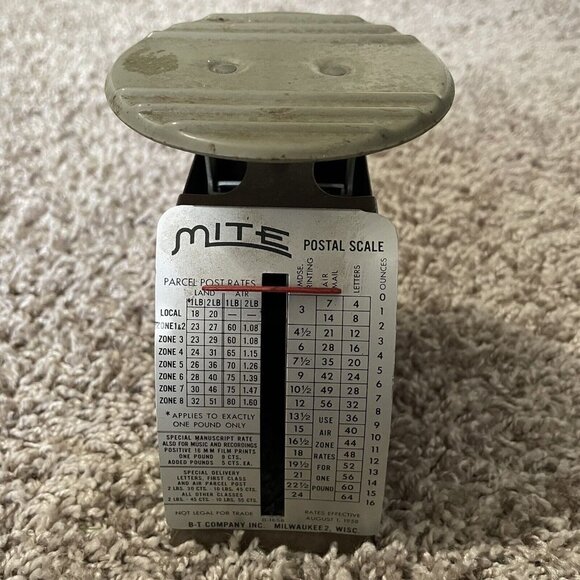 MITE POSTAL SCALE
PARCEL POST RATES
LAND AIR
*1LB 2LB 1LB 2LB
LOCAL 18 20 — —
ZONE 1&2 23 27 60 1.08
ZONE 3 23 29 60 1.08
ZONE 4 24 31 65 1.15
ZONE 5 26 36 70 1.26
ZONE 6 28 40 75 1.39
ZONE 7 30 46 75 1.47
ZONE 8 32 51 80 1.60
* APPLIES TO EXACTLY
ONE POUND ONLY
SPECIAL MANUSCRIPT RATE
ALSO FOR MUSIC AND RECORDINGS
POSITIVE 16 MM FILM PRINTS
ONE POUND 9 CTS.
ADDED POUNDS 5 CTS. EA.
SPECIAL DELIVERY
LETTERS, FIRST CLASS
AND AIR PARCEL POST
2 LBS. 30 CTS. 10 LBS. 45 CTS.
ALL OTHER CLASSES
2 LBS. 45 CTS. 10 LBS. 55 CTS.
NOT LEGAL FOR TRADE
MDSE. PRINTING AIR MAIL LETTERS OUNCES
0
3 7 4 1
14 8 2
4½ 21 12 3
6 28 16 4
7½ 35 20 5
9 42 24 6
10½ 49 28 7
12 56 32 8
13½ USE 36 9
15 AIR 40 10
16½ ZONE 44 11
18 RATES 48 12
19½ FOR 52 13
21 ONE 56 14
22½ POUND 60 15
24 64 16
RATES EFFECTIVE
AUGUST 1, 1958
B-T COMPANY INC. MILWAUKEE 2, WISC